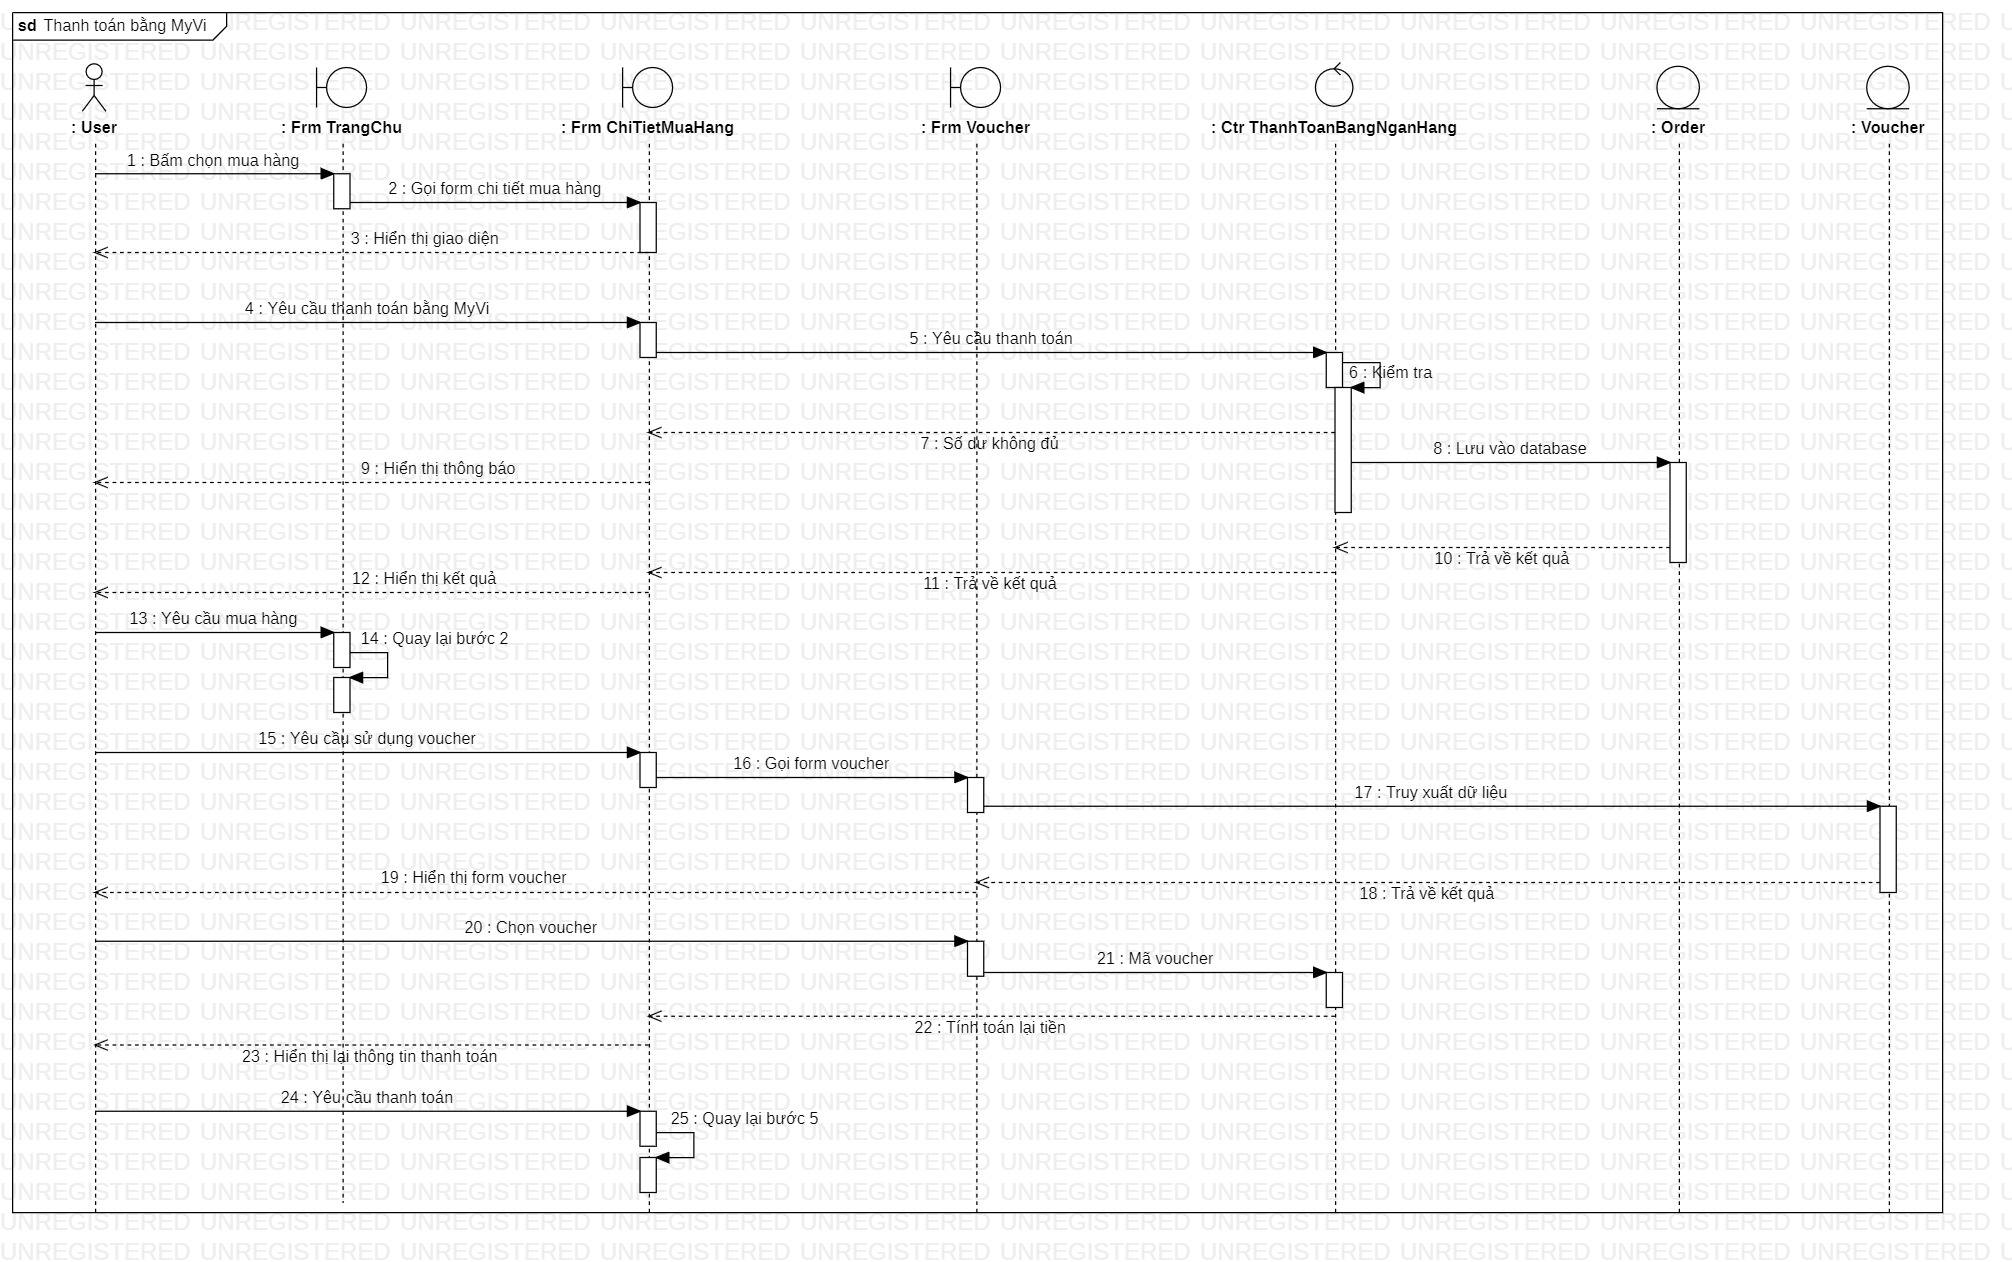 sd Thanh toán bằng MyVi
: User
: Frm TrangChu
: Frm ChiTietMuaHang
: Frm Voucher
: Ctr ThanhToanBangNganHang
: Order
: Voucher
1 : Bấm chọn mua hàng
2 : Gọi form chi tiết mua hàng
3 : Hiển thị giao diện
4 : Yêu cầu thanh toán bằng MyVi
5 : Yêu cầu thanh toán
6 : Kiểm tra
7 : Số dư không đủ
8 : Lưu vào database
9 : Hiển thị thông báo
10 : Trả về kết quả
11 : Trả về kết quả
12 : Hiển thị kết quả
13 : Yêu cầu mua hàng
14 : Quay lại bước 2
15 : Yêu cầu sử dụng voucher
16 : Gọi form voucher
17 : Truy xuất dữ liệu
18 : Trả về kết quả
19 : Hiển thị form voucher
20 : Chọn voucher
21 : Mã voucher
22 : Tính toán lại tiền
23 : Hiển thị lại thông tin thanh toán
24 : Yêu cầu thanh toán
25 : Quay lại bước 5
UNREGISTERED